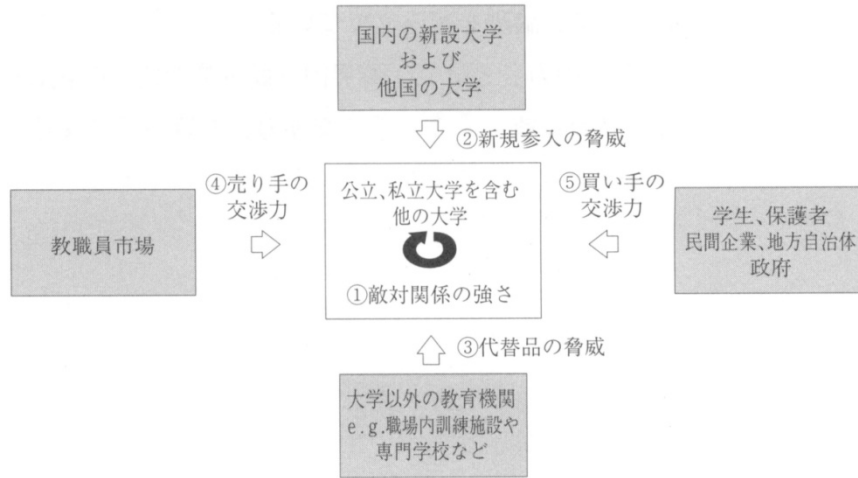 国内の新設大学
および
他国の大学
②新規参入の脅威
④売り手の
交渉力
公立、私立大学を含む
他の大学
⑤買い手の
交渉力
教職員市場
学生、保護者
民間企業、地方自治体
政府
①敵対関係の強さ
③代替品の脅威
大学以外の教育機関
e.g.職場内訓練施設や
専門学校など